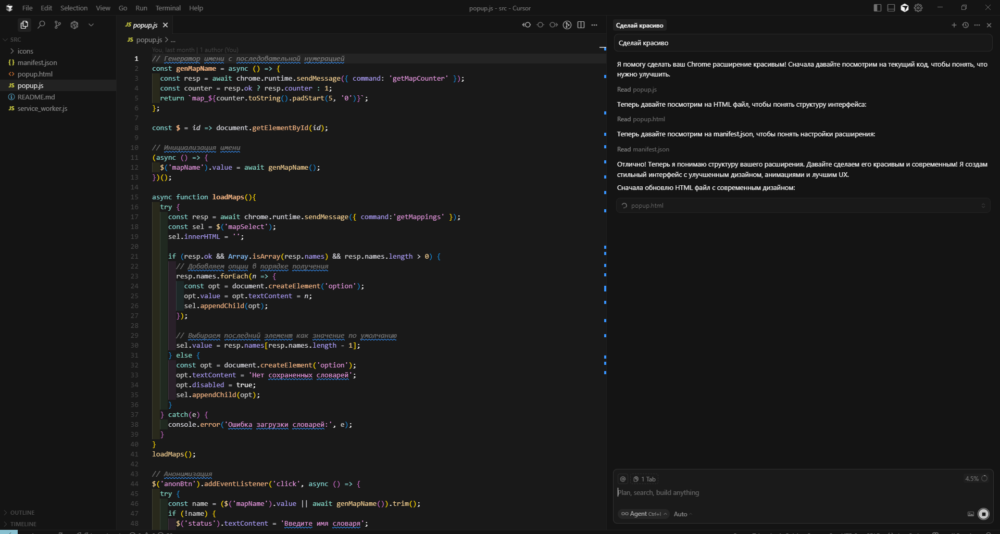 File Edit Selection View Go Run Terminal Help
popup.js - src - Cursor
SRC
icons
{} manifest.json
<> popup.html
JS popup.js
README.md
JS service_worker.js
OUTLINE
TIMELINE
JS popup.js
JS popup.js > ...
You, last month | 1 author (You)
1 // Генератор имени с последовательной нумерацией
2 const genMapName = async () => {
3 const resp = await chrome.runtime.sendMessage({ command: 'getMapCounter' });
4 const counter = resp.ok ? resp.counter : 1;
5 return `map_${counter.toString().padStart(5, '0')}`;
6 };
7
8 const $ = id => document.getElementById(id);
9
10 // Инициализация имени
11 (async () => {
12 $('mapName').value = await genMapName();
13 })();
14
15 async function loadMaps(){
16 try {
17 const resp = await chrome.runtime.sendMessage({ command:'getMappings' });
18 const sel = $('mapSelect');
19 sel.innerHTML = '';
20
21 if (resp.ok && Array.isArray(resp.names) && resp.names.length > 0) {
22 // Добавляем опции в порядке получения
23 resp.names.forEach(n => {
24 const opt = document.createElement('option');
25 opt.value = opt.textContent = n;
26 sel.appendChild(opt);
27 });
28
29 // Выбираем последний элемент как значение по умолчанию
30 sel.value = resp.names[resp.names.length - 1];
31 } else {
32 const opt = document.createElement('option');
33 opt.textContent = 'Нет сохраненных словарей';
34 opt.disabled = true;
35 sel.appendChild(opt);
36 }
37 } catch(e) {
38 console.error('Ошибка загрузки словарей:', e);
39 }
40 }
41 loadMaps();
42
43 // Анонимизация
44 $('anonBtn').addEventListener('click', async () => {
45 try {
46 const name = ($('mapName').value || await genMapName()).trim();
47 if (!name) {
48 $('status').textContent = 'Введите имя словаря';
Сделай красиво
Сделай красиво
Я помогу сделать ваш Chrome расширение красивым! Сначала давайте посмотрим на текущий код, чтобы понять, что
нужно улучшить.
Read popup.js
Теперь давайте посмотрим на HTML файл, чтобы понять структуру интерфейса:
Read popup.html
Теперь давайте посмотрим на manifest.json, чтобы понять настройки расширения:
Read manifest.json
Отлично! Теперь я понимаю структуру вашего расширения. Давайте сделаем его красивым и современным! Я создам
стильный интерфейс с улучшенным дизайном, анимациями и лучшим UX.
Сначала обновлю HTML файл с современным дизайном:
popup.html
@ 1 Tab
4.5%
Plan, search, build anything
Agent Ctrl+I
Auto